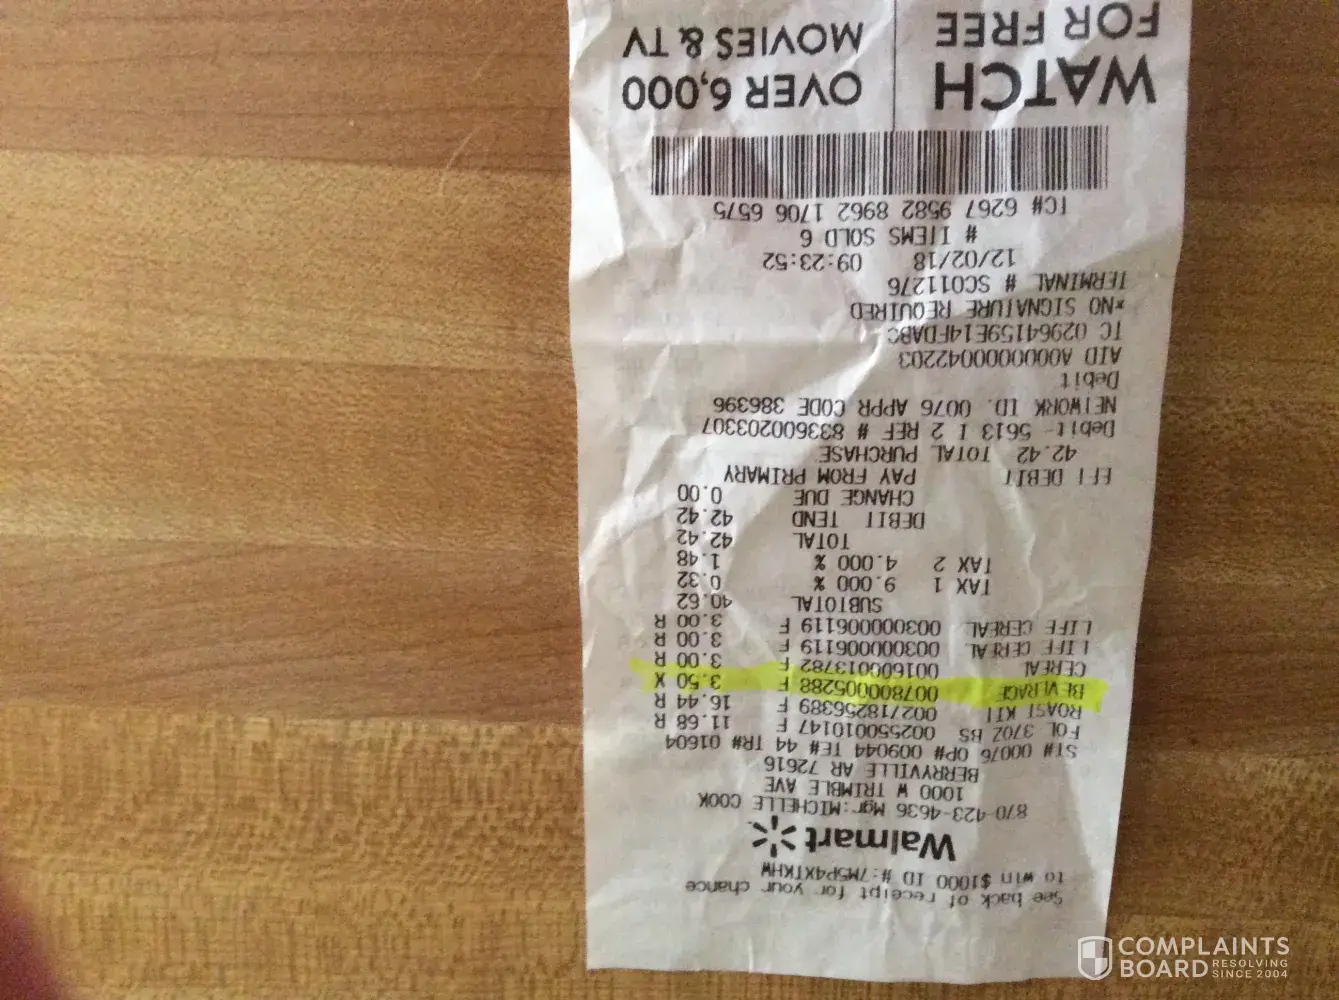 See back of receipt for your chance
to win $1000 ID #:7M5P4XTKHW
Walmart
870-423-4636 Mgr:MICHELLE COOK
1000 W TRIMBLE AVE
BERRYVILLE AR 72616
ST# 00076 OP# 009044 TE# 44 TR# 01604
FOL 37OZ BS 002550010147 F 11.68 R
ROAST KIT 002718256389 F 16.44 R
BEVERAGE 007800005288 F 3.50 X
CEREAL 001600013782 F 3.00 R
LIFE CEREAL 003000006119 F 3.00 R
LIFE CEREAL 003000006119 F 3.00 R
SUBTOTAL 40.62
TAX 1 9.000 % 0.32
TAX 2 4.000 % 1.48
TOTAL 42.42
DEBIT TEND 42.42
CHANGE DUE 0.00
EFT DEBIT PAY FROM PRIMARY
42.42 TOTAL PURCHASE
Debit- 5613 I 2 REF # 833600203307
NETWORK ID. 0076 APPR CODE 386396
Debit
AID A0000000042203
TC 02964159E14FDABC
*NO SIGNATURE REQUIRED
TERMINAL # SC011276
12/02/18 09:23:52
# ITEMS SOLD 6
TC# 6267 9582 8962 1706 6575
WATCH FOR FREE
OVER 6,000 MOVIES & TV
COMPLAINTS BOARD
RESOLVING SINCE 2004